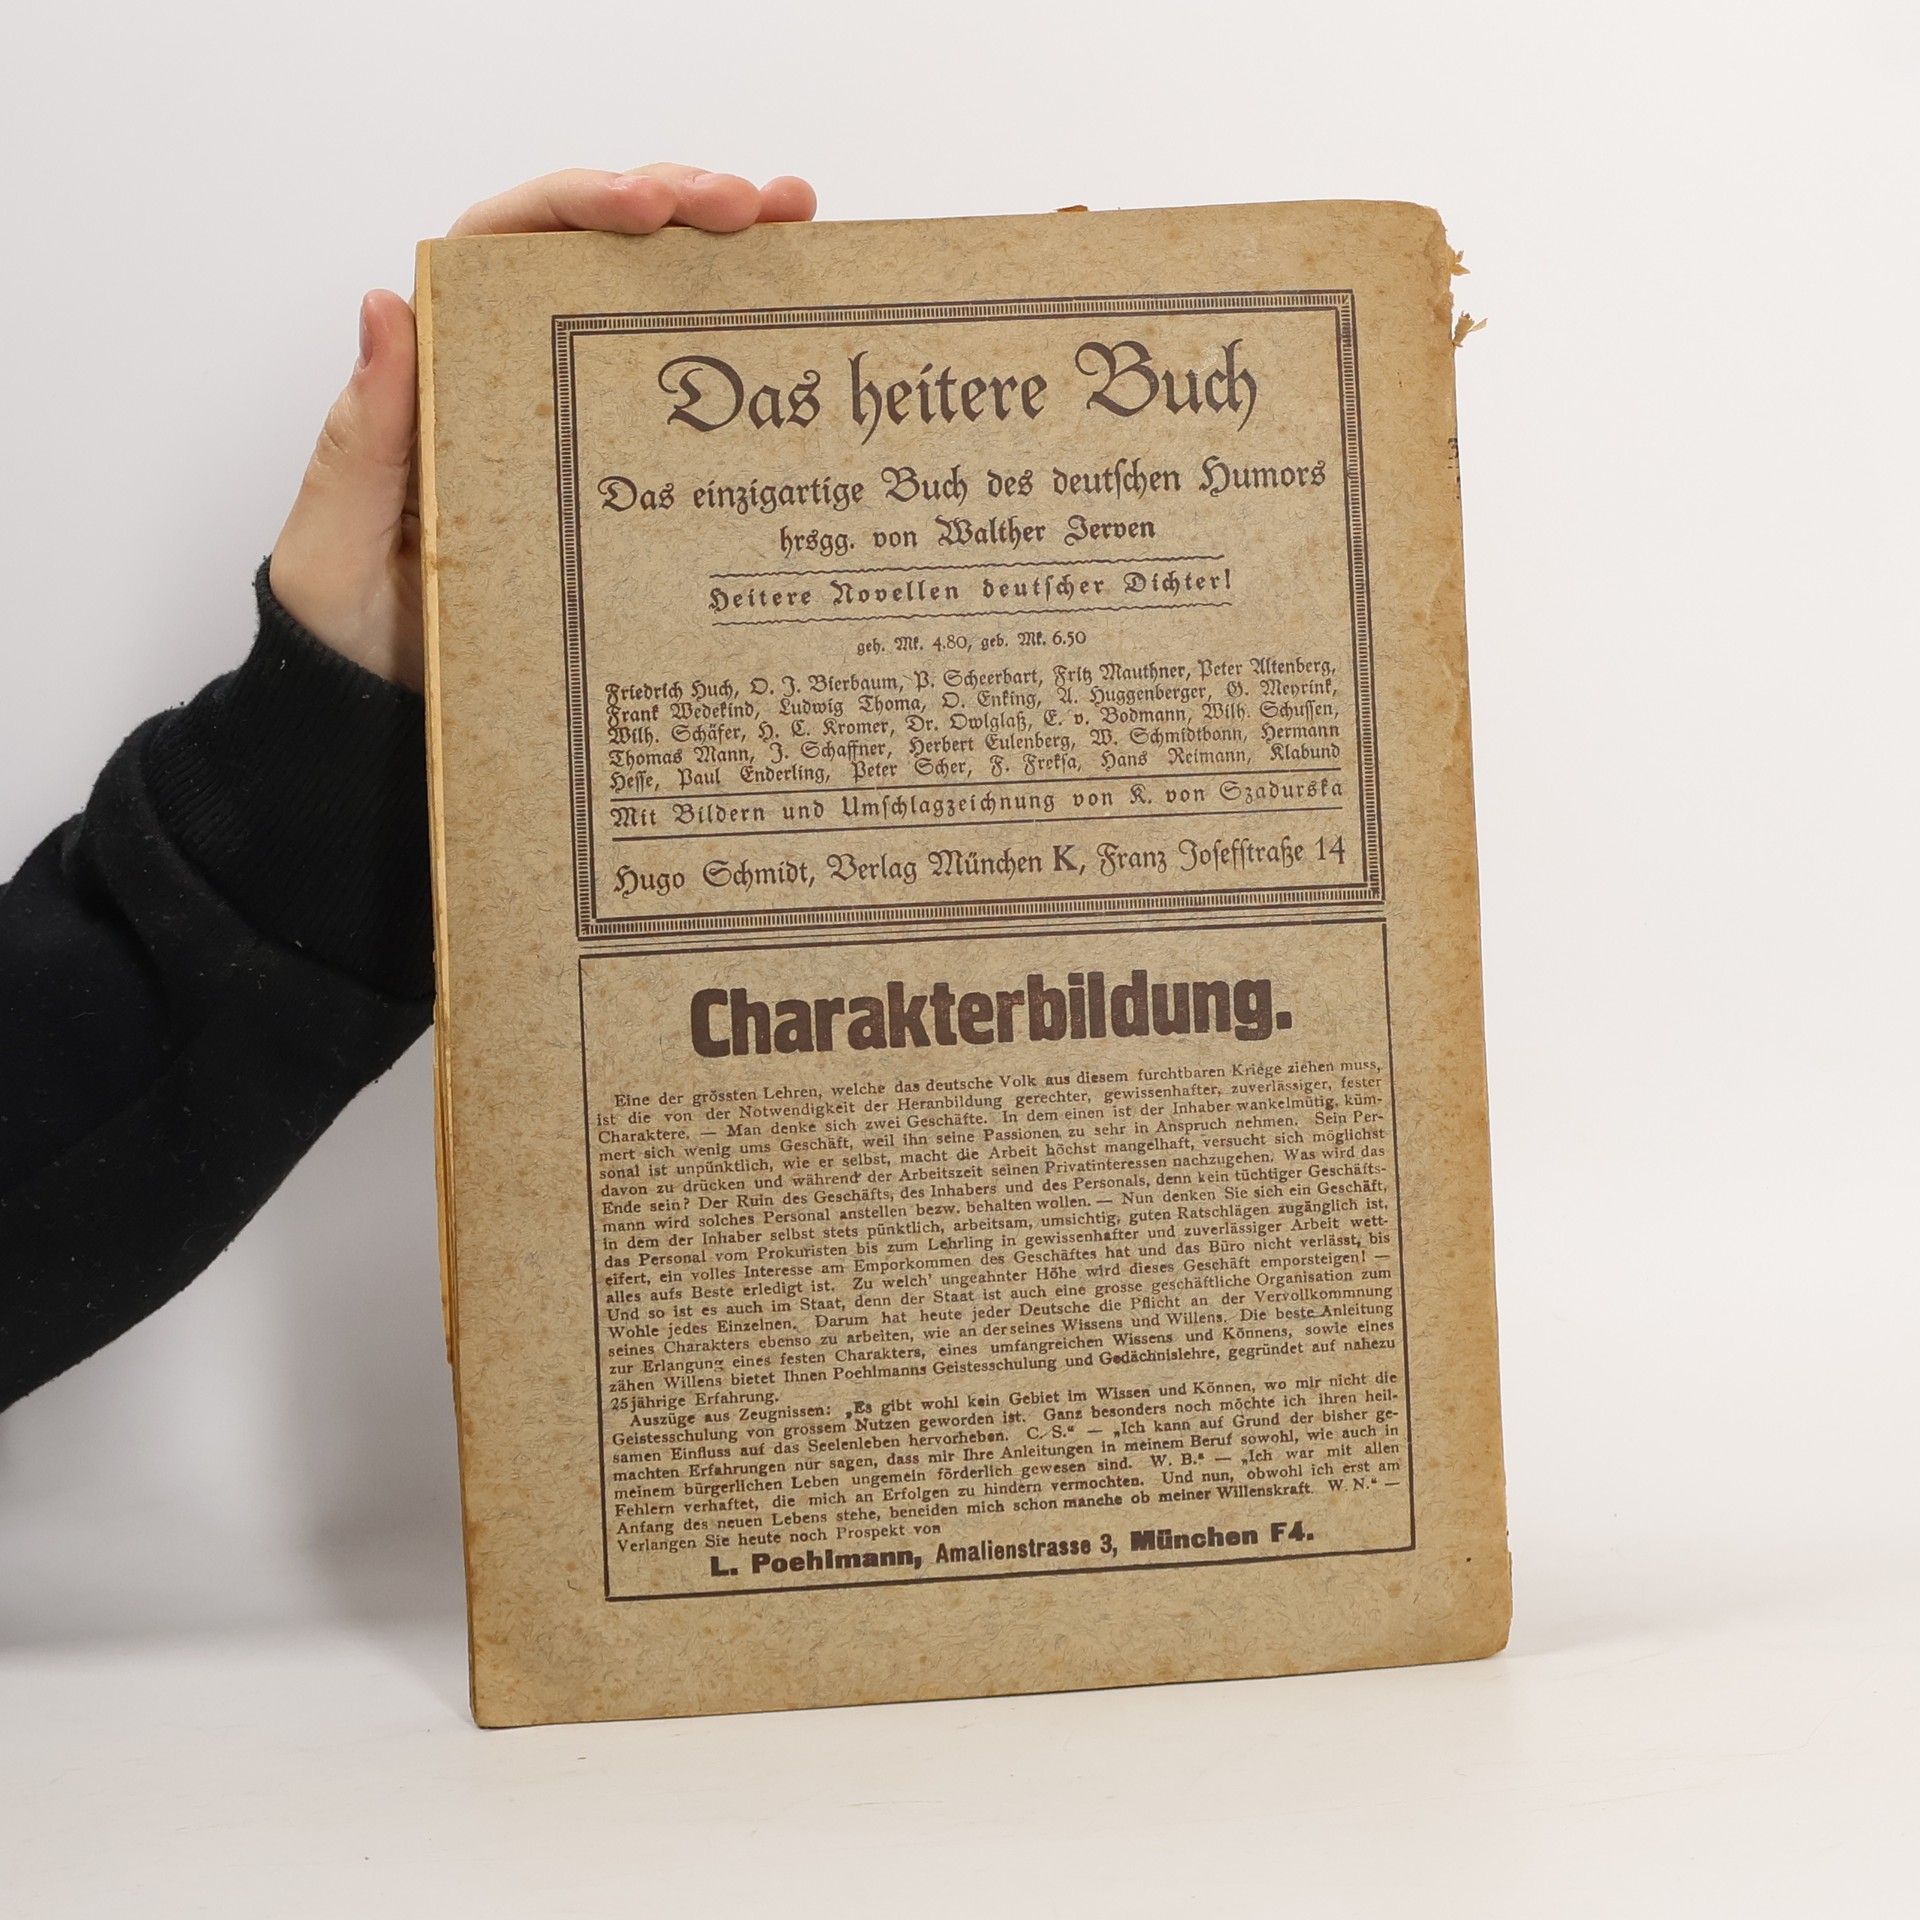 Das heitere Buch
Das einzigartige Buch des deutſchen Humors
hrsgg. von Walther Jerven
Heitere Novellen deutſcher Dichter!
geh. Mk. 4.80, geb. Mk. 6.50
Friedrich Huch, O. J. Bierbaum, P. Scheerbart, Fritz Mauthner, Peter Altenberg,
Frank Wedekind, Ludwig Thoma, O. Enking, A. Huggenberger, G. Meyrink,
Wilh. Schäfer, H. C. Kromer, Dr. Owlglaß, E. v. Bodmann, Wilh. Schuſſen,
Thomas Mann, J. Schaffner, Herbert Eulenberg, W. Schmidtbonn, Hermann
Heſſe, Paul Enderling, Peter Scher, F. Frekſa, Hans Reimann, Klabund
Mit Bildern und Umſchlagzeichnung von K. von Szadurska
Hugo Schmidt, Verlag München K, Franz Joſefſtraße 14
Charakterbildung.
Eine der grössten Lehren, welche das deutsche Volk aus diesem furchtbaren Kriege ziehen muss,
ist die von der Notwendigkeit der Heranbildung gerechter, gewissenhafter, zuverlässiger, fester
Charaktere. — Man denke sich zwei Geschäfte. In dem einen ist der Inhaber wankelmütig, küm-
mert sich wenig ums Geschäft, weil ihn seine Passionen zu sehr in Anspruch nehmen. Sein Per-
sonal ist unpünktlich, wie er selbst, macht die Arbeit höchst mangelhaft, versucht sich möglichst
davon zu drücken und während der Arbeitszeit seinen Privatinteressen nachzugehen. Was wird das
Ende sein? Der Ruin des Geschäfts, des Inhabers und des Personals, denn kein tüchtiger Geschäfts-
mann wird solches Personal anstellen bezw. behalten wollen. — Nun denken Sie sich ein Geschäft,
in dem der Inhaber selbst stets pünktlich, arbeitsam, umsichtig, guten Ratschlägen zugänglich ist,
das Personal vom Prokuristen bis zum Lehrling in gewissenhafter und zuverlässiger Arbeit wett-
eifert, ein volles Interesse am Emporkommen des Geschäftes hat und das Büro nicht verlässt, bis
alles aufs Beste erledigt ist. Zu welch' ungeahnter Höhe wird dieses Geschäft emporsteigen! —
Und so ist es auch im Staat, denn der Staat ist auch eine grosse geschäftliche Organisation zum
Wohle jedes Einzelnen. Darum hat heute jeder Deutsche die Pflicht an der Vervollkommnung
seines Charakters ebenso zu arbeiten, wie an der seines Wissens und Willens. Die beste Anleitung
zur Erlangung eines festen Charakters, eines umfangreichen Wissens und Könnens, sowie eines
zähen Willens bietet Ihnen Poehlmanns Geistesschulung und Gedächnislehre, gegründet auf nahezu
25jährige Erfahrung.
Auszüge aus Zeugnissen: „Es gibt wohl kein Gebiet im Wissen und Können, wo mir nicht die
Geistesschulung von grossem Nutzen geworden ist. Ganz besonders noch möchte ich ihren heil-
samen Einfluss auf das Seelenleben hervorheben. C. S.“ — „Ich kann auf Grund der bisher ge-
machten Erfahrungen nur sagen, dass mir Ihre Anleitungen in meinem Beruf sowohl, wie auch in
meinem bürgerlichen Leben ungemein förderlich gewesen sind. W. B.“ — „Ich war mit allen
Fehlern verhaftet, die mich an Erfolgen zu hindern vermochten. Und nun, obwohl ich erst am
Anfang des neuen Lebens stehe, beneiden mich schon manche ob meiner Willenskraft. W. N.“ —
Verlangen Sie heute noch Prospekt von
L. Poehlmann, Amalienstrasse 3, München F4.